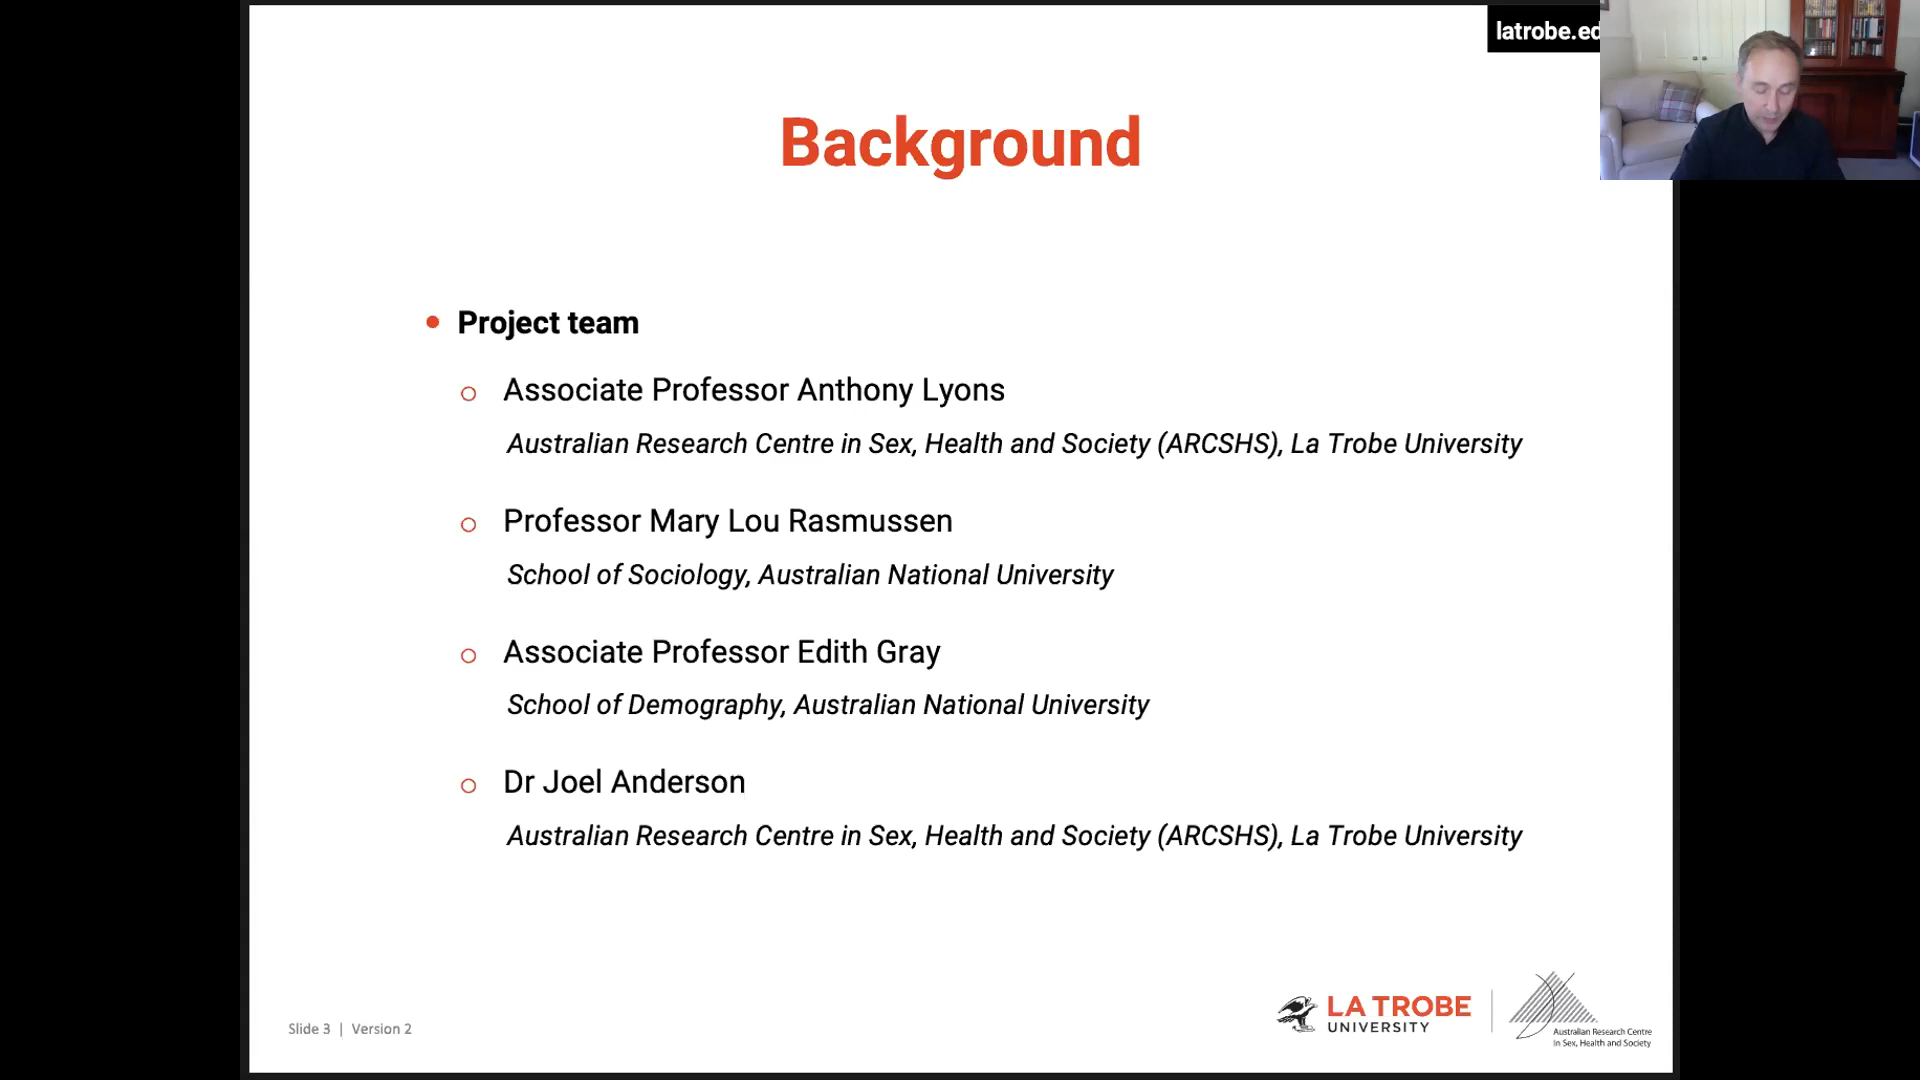 latrobe.ed
Background
Project team
Associate Professor Anthony Lyons
Australian Research Centre in Sex, Health and Society (ARCSHS), La Trobe University
Professor Mary Lou Rasmussen
School of Sociology, Australian National University
Associate Professor Edith Gray
School of Demography, Australian National University
Dr Joel Anderson
Australian Research Centre in Sex, Health and Society (ARCSHS), La Trobe University
Slide 3 | Version 2
LA TROBE
UNIVERSITY
Australian Research Centre
in Sex, Health and Society